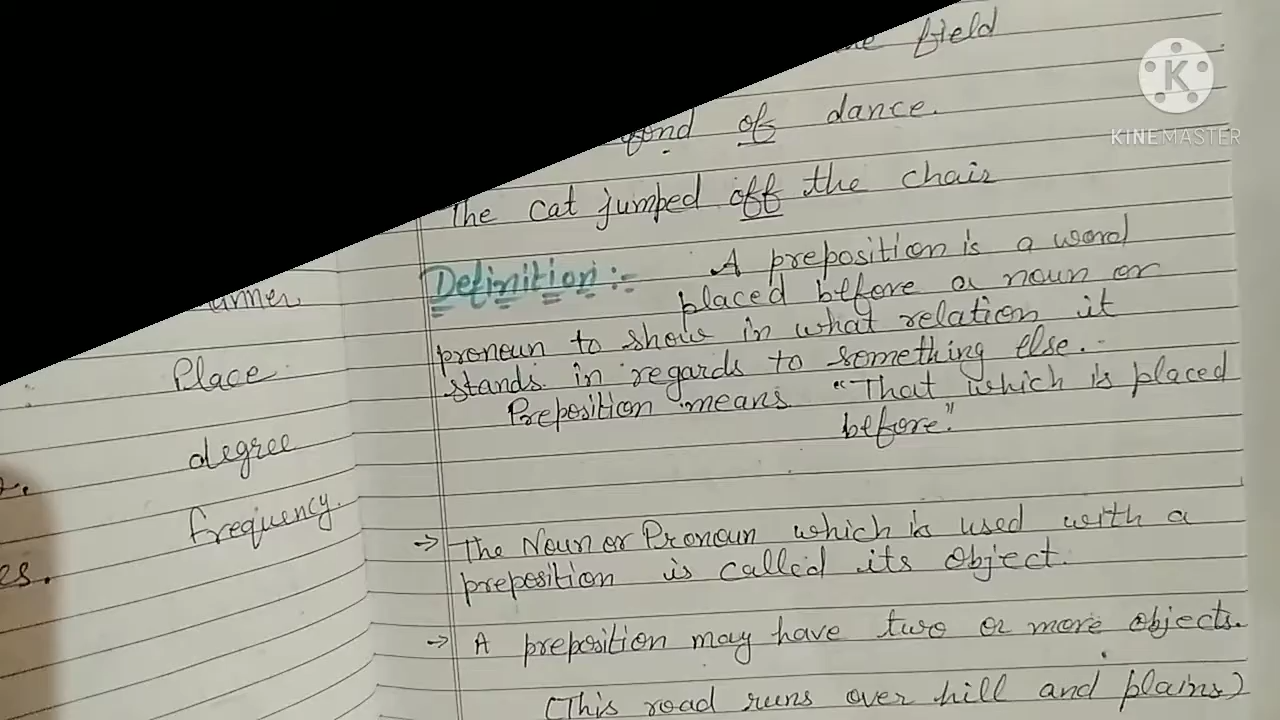 field
KINEMASTER
fond of dance.
The cat jumped off the chair
Definition:- A preposition is a word
placed before a noun or
pronoun to show in what relation it
stands in regards to something else.
Preposition means "That which is placed
before."
→ The Noun or Pronoun which is used with a
preposition is called its object.
→ A preposition may have two or more objects.
(This road runs over hill and plains)
Place
degree
frequency.